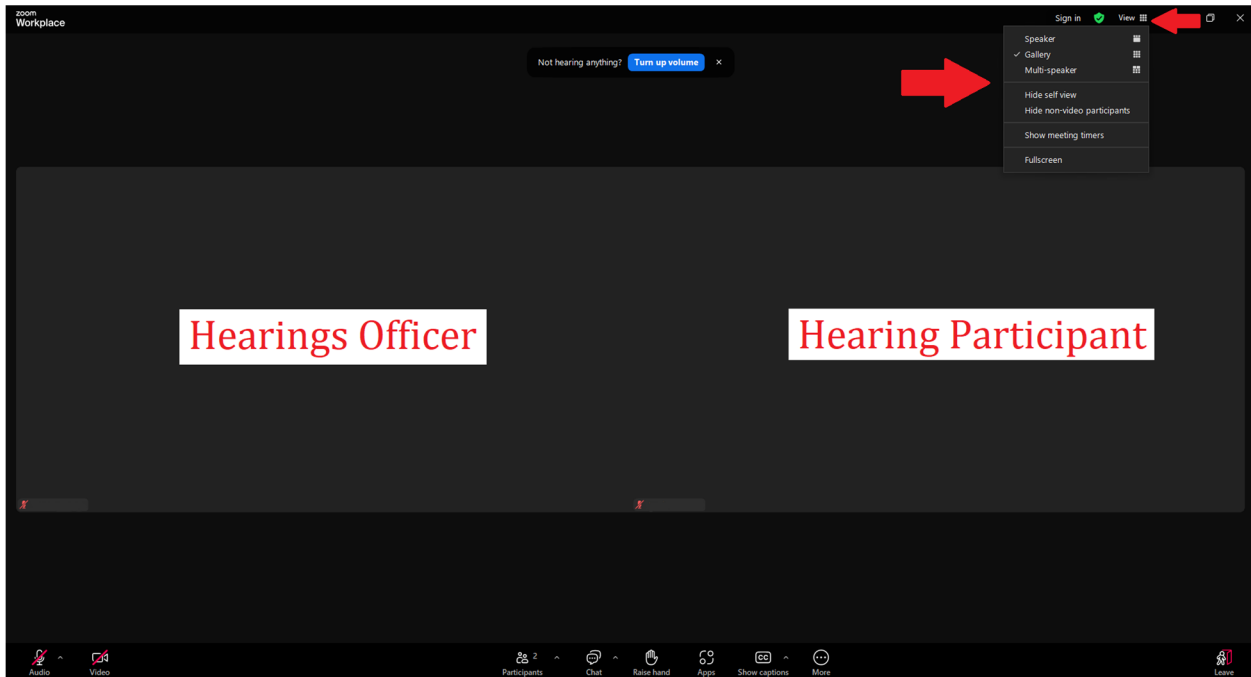 zoom
Workplace
Sign in
View
Not hearing anything? Turn up volume
Speaker
Gallery
Multi-speaker
Hide self view
Hide non-video participants
Show meeting timers
Fullscreen
Hearings Officer
Hearing Participant
Audio
Video
Participants 2
Chat
Raise hand
Apps
CC
Show captions
More
Leave